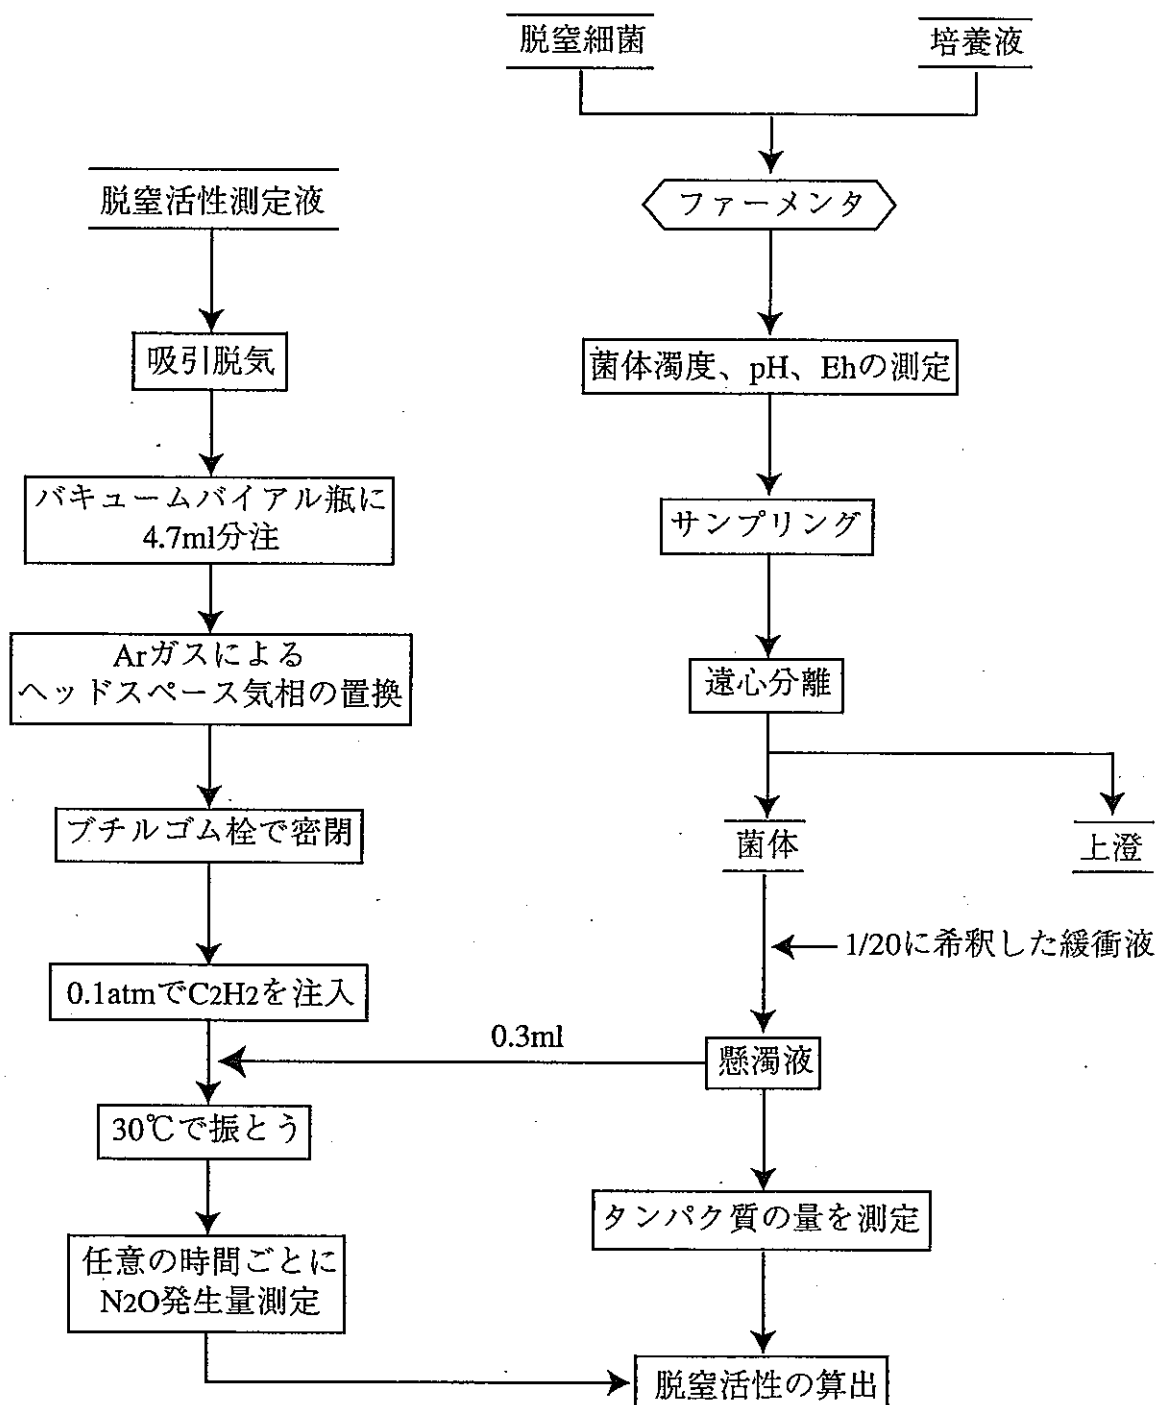 脱窒細菌
培養液
ファーメンタ
菌体濁度、pH、Ehの測定
サンプリング
遠心分離
菌体
上澄
1/20に希釈した緩衝液
懸濁液
0.3ml
タンパク質の量を測定
脱窒活性測定液
吸引脱気
バキュームバイアル瓶に
4.7ml分注
Arガスによる
ヘッドスペース気相の置換
ブチルゴム栓で密閉
0.1atmでC2H2を注入
30℃で振とう
任意の時間ごとに
N2O発生量測定
脱窒活性の算出